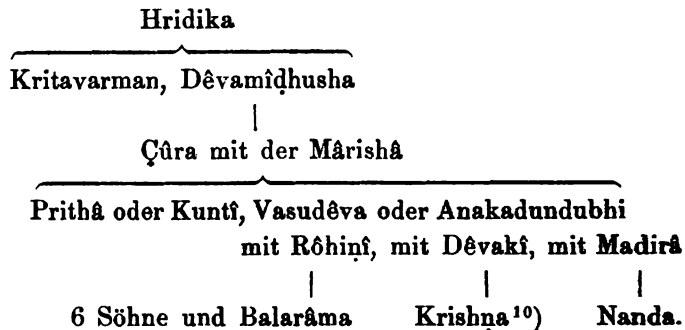 Hridika
Kritavarman, Dêvamîḍhusha
Çûra mit der Mârishâ
Prithâ oder Kuntî, Vasudêva oder Anakadundubhi
mit Rôhiṇî, mit Dêvakî, mit Madirâ
6 Söhne und Balarâma Krishṇa¹⁰) Nanda.